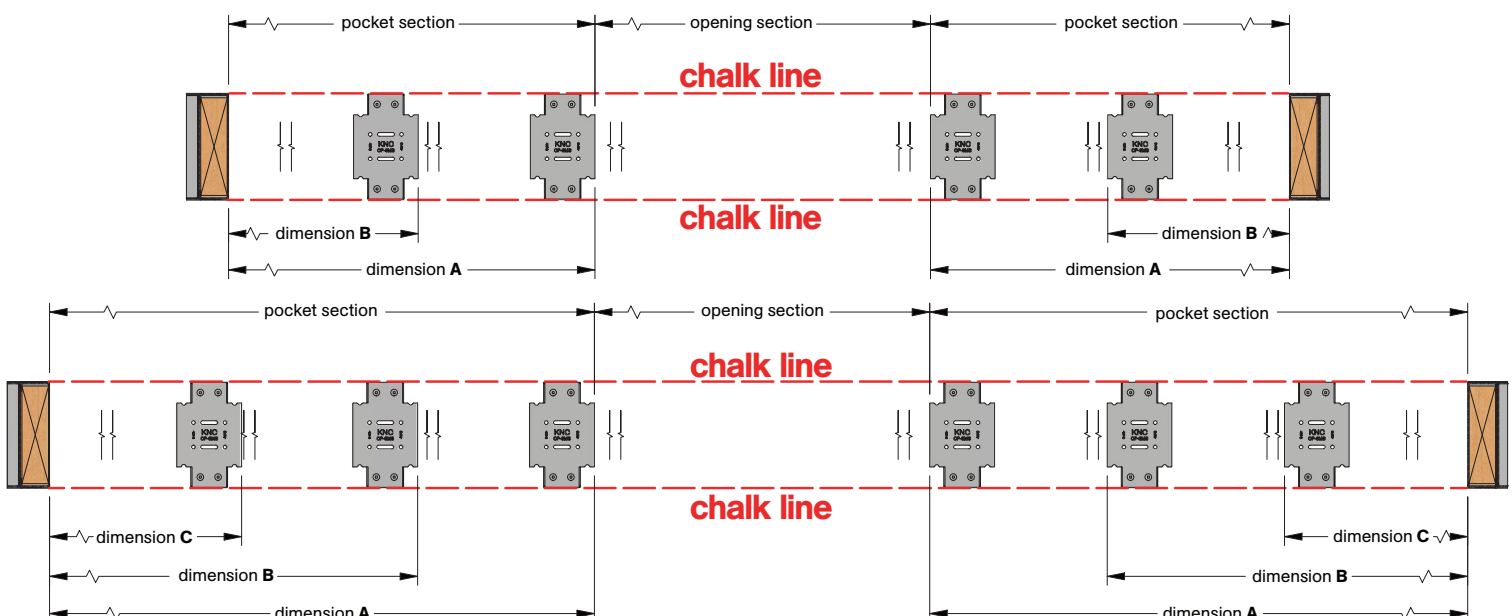 pocket section opening section pocket section
chalk line
KNC KNC KNC KNC
chalk line
dimension B dimension B
dimension A dimension A
pocket section opening section pocket section
chalk line
KNC KNC KNC KNC KNC KNC
chalk line
dimension C dimension C
dimension B dimension B
dimension A dimension A